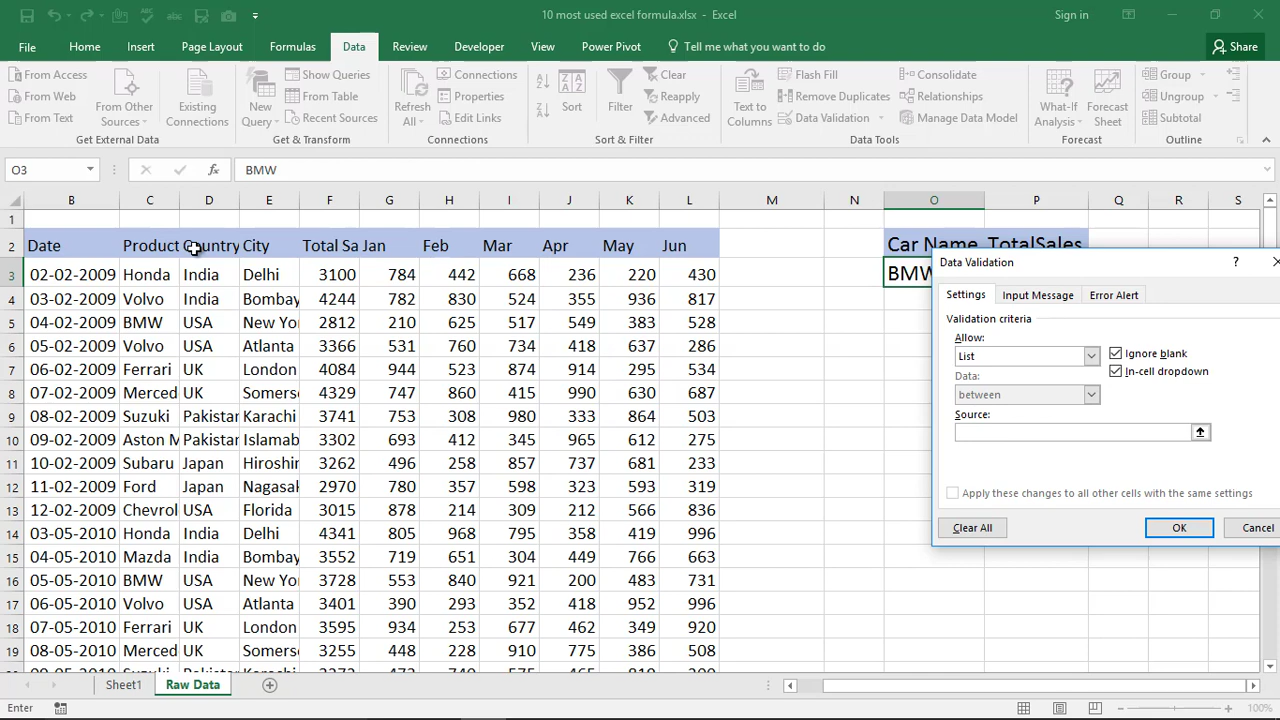 10 most used excel formula.xlsx - Excel
Sign in
File Home Insert Page Layout Formulas Data Review Developer View Power Pivot Tell me what you want to do Share
From Access
From Web
From Text
From Other Sources
Existing Connections
Get External Data
New Query
Show Queries
From Table
Recent Sources
Get & Transform
Refresh All
Connections
Properties
Edit Links
Connections
Sort
Filter
Clear
Reapply
Advanced
Sort & Filter
Text to Columns
Flash Fill
Remove Duplicates
Data Validation
Consolidate
Relationships
Manage Data Model
Data Tools
What-If Analysis
Forecast Sheet
Forecast
Group
Ungroup
Subtotal
Outline
O3 fx BMW
B C D E F G H I J K L M N O P Q R S
1
2 Date Product Country City Total Sa Jan Feb Mar Apr May Jun Car Name TotalSales
3 02-02-2009 Honda India Delhi 3100 784 442 668 236 220 430 BMW
4 03-02-2009 Volvo India Bombay 4244 782 830 524 355 936 817
5 04-02-2009 BMW USA New Yo 2812 210 625 517 549 383 528
6 05-02-2009 Volvo USA Atlanta 3366 531 760 734 418 637 286
7 06-02-2009 Ferrari UK London 4084 944 523 874 914 295 534
8 07-02-2009 Merced UK Somers 4329 747 860 415 990 630 687
9 08-02-2009 Suzuki Pakistan Karachi 3741 753 308 980 333 864 503
10 09-02-2009 Aston M Pakistan Islamab 3302 693 412 345 965 612 275
11 10-02-2009 Subaru Japan Hiroshin 3262 496 258 857 737 681 233
12 11-02-2009 Ford Japan Nagasak 2970 780 357 598 323 593 319
13 12-02-2009 Chevrol USA Florida 3015 878 214 309 212 566 836
14 03-05-2010 Honda India Delhi 4341 805 354 909 858 419 996
15 04-05-2010 Mazda India Bombay 3552 719 651 304 449 766 663
16 05-05-2010 BMW USA New Yo 3728 553 840 921 200 483 731
17 06-05-2010 Volvo USA Atlanta 3401 390 293 352 418 952 996
18 07-05-2010 Ferrari UK London 3595 934 253 677 462 349 920
19 08-05-2010 Merced UK Somers 3255 448 228 775 908 386 508
Data Validation ?
Settings Input Message Error Alert
Validation criteria
Allow:
List
Ignore blank
In-cell dropdown
Data:
between
Source:
Apply these changes to all other cells with the same settings
Clear All OK Cancel
Sheet1 Raw Data
Enter 100%